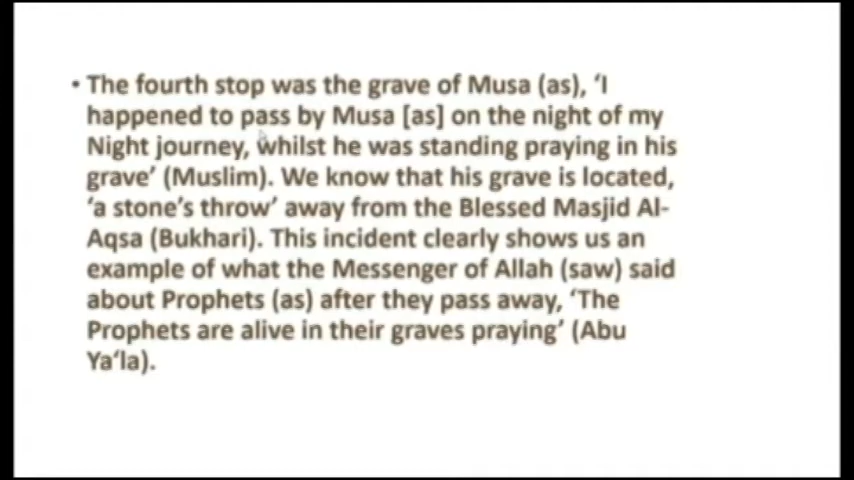 • The fourth stop was the grave of Musa (as), ‘I
happened to pass by Musa [as] on the night of my
Night journey, whilst he was standing praying in his
grave’ (Muslim). We know that his grave is located,
‘a stone’s throw’ away from the Blessed Masjid Al-
Aqsa (Bukhari). This incident clearly shows us an
example of what the Messenger of Allah (saw) said
about Prophets (as) after they pass away, ‘The
Prophets are alive in their graves praying’ (Abu
Ya‘la).